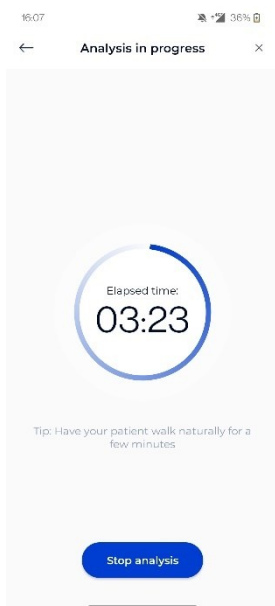 16:07
36%
Analysis in progress
Elapsed time:
03:23
Tip: Have your patient walk naturally for a
few minutes
Stop analysis